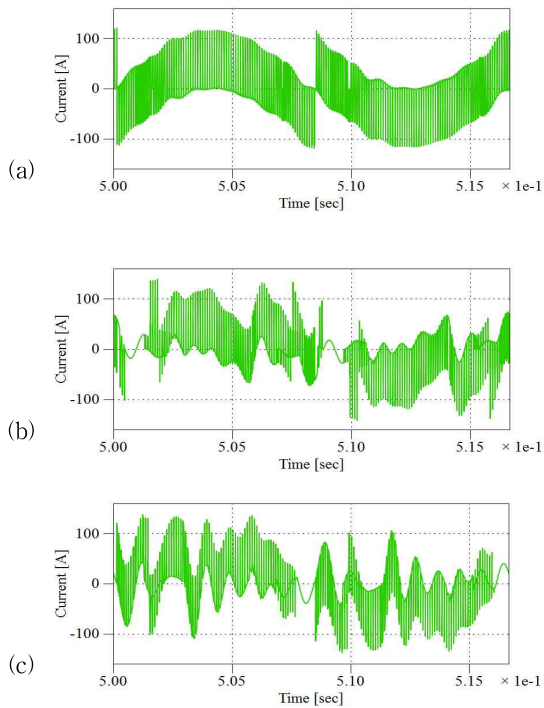 Current [A]
100
0
-100
5.00 5.05 5.10 5.15 × 1e-1
Time [sec]
(a)
Current [A]
100
0
-100
5.00 5.05 5.10 5.15 × 1e-1
Time [sec]
(b)
Current [A]
100
0
-100
5.00 5.05 5.10 5.15 × 1e-1
Time [sec]
(c)